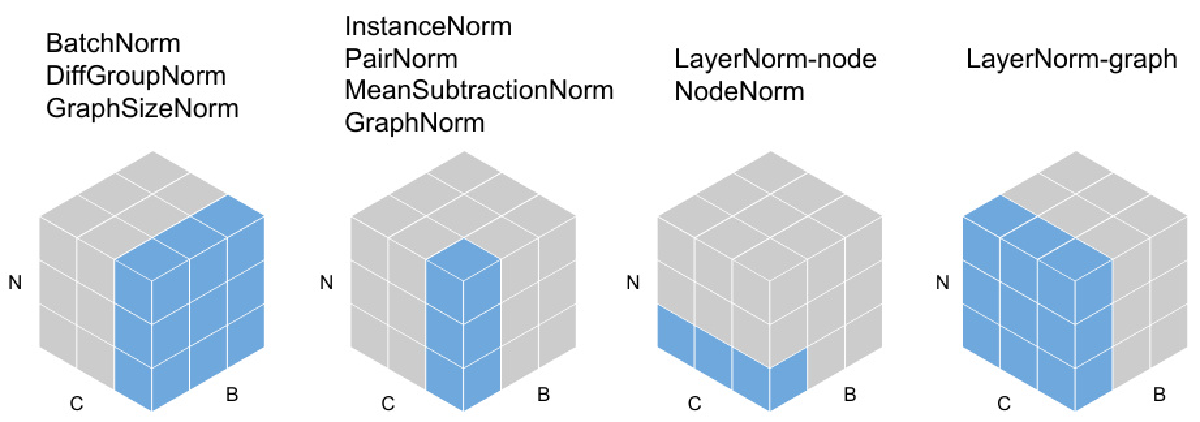 BatchNorm
DiffGroupNorm
GraphSizeNorm
InstanceNorm
PairNorm
MeanSubtractionNorm
GraphNorm
LayerNorm-node
NodeNorm
LayerNorm-graph
N
C
B
N
C
B
N
C
B
N
C
B